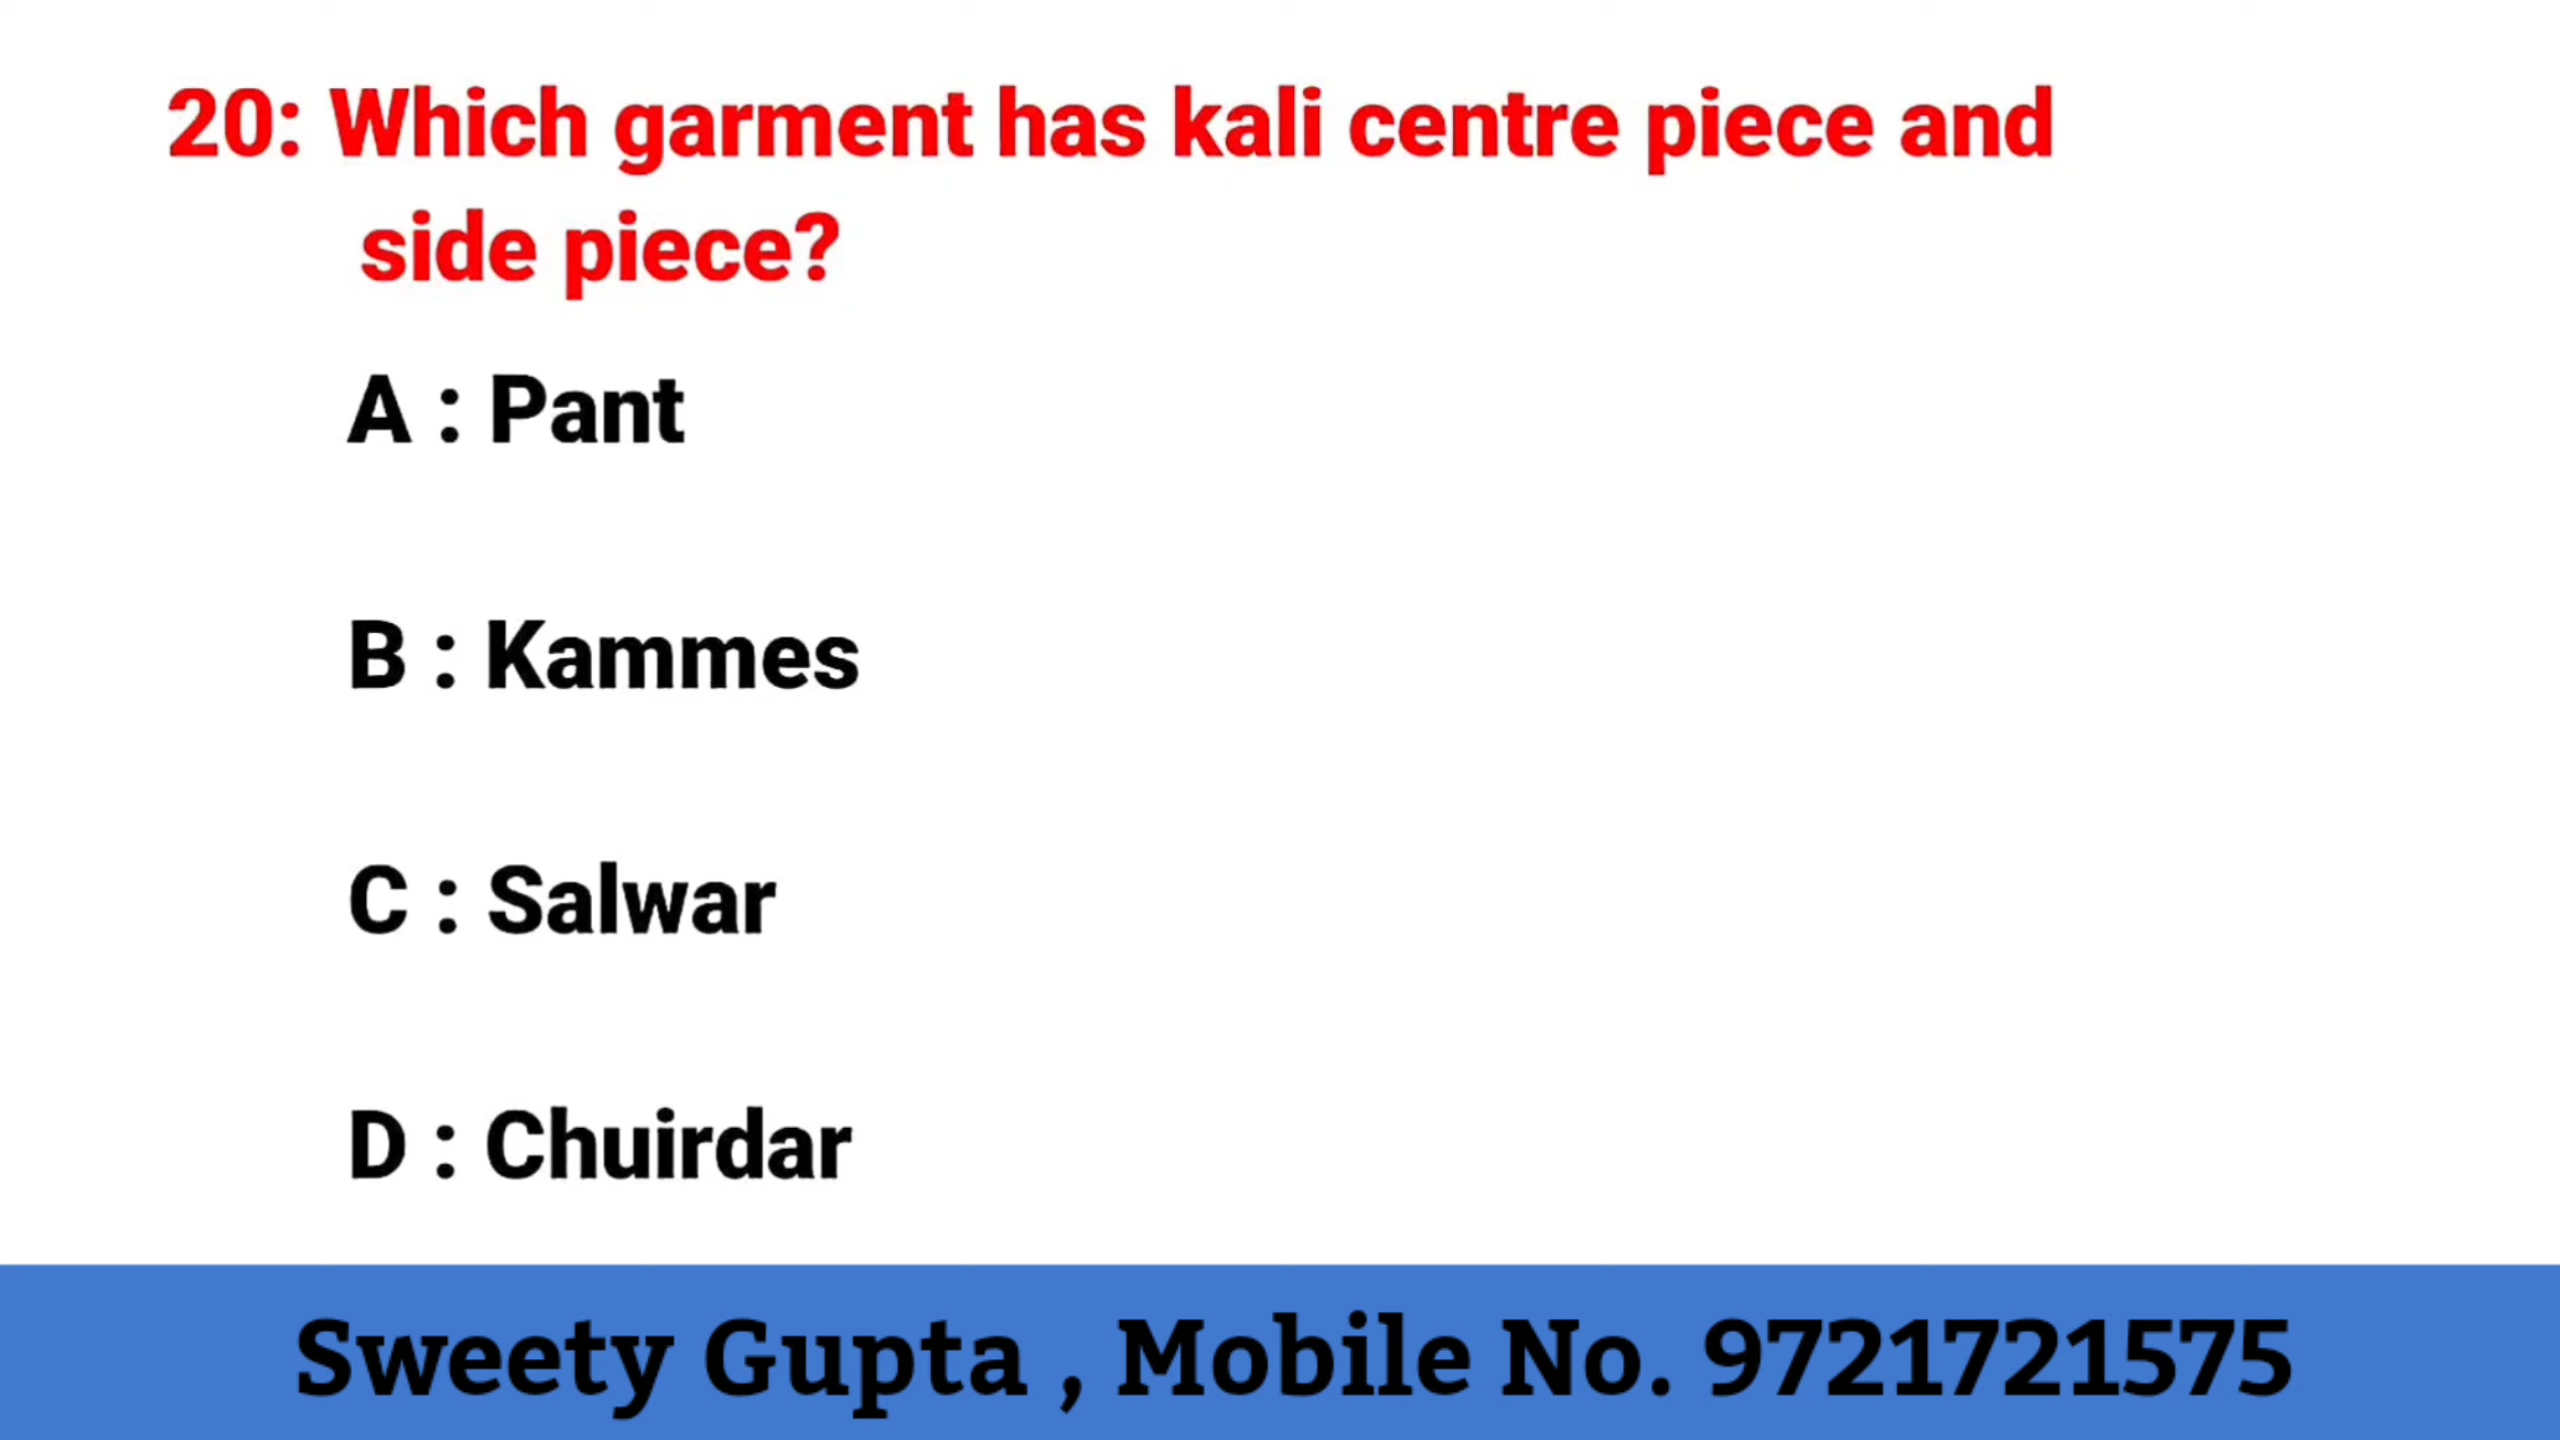 20: Which garment has kali centre piece and
side piece?
A : Pant
B : Kammes
C : Salwar
D : Chuirdar
Sweety Gupta , Mobile No. 9721721575